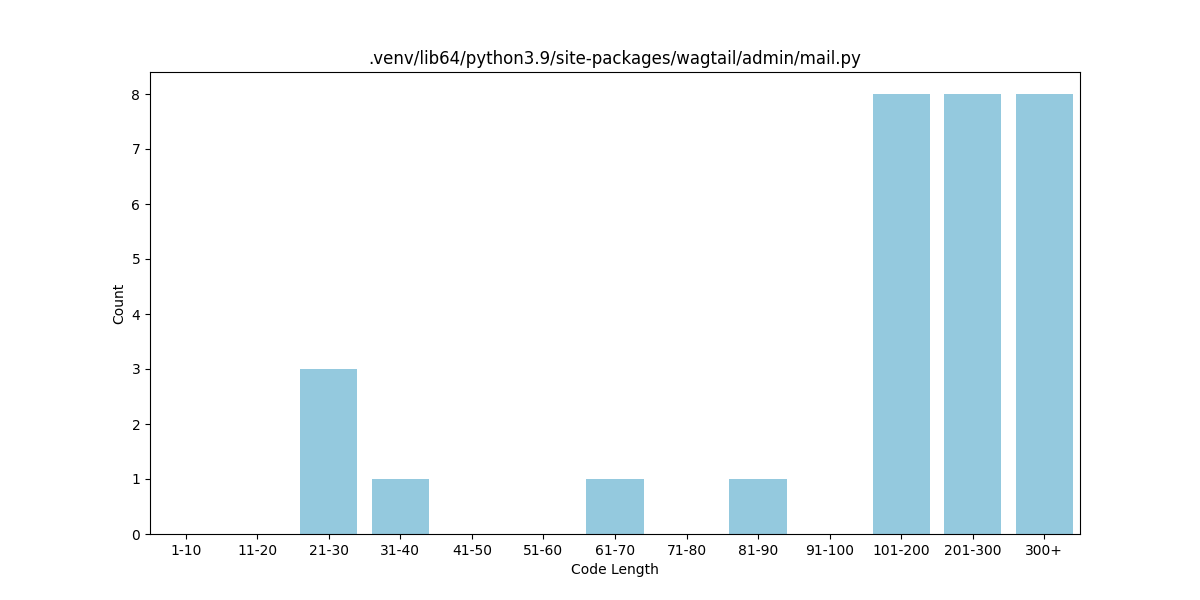 .venv/lib64/python3.9/site-packages/wagtail/admin/mail.py
8
7
6
5
4
3
2
1
0
Count
1-10 11-20 21-30 31-40 41-50 51-60 61-70 71-80 81-90 91-100 101-200 201-300 300+
Code Length